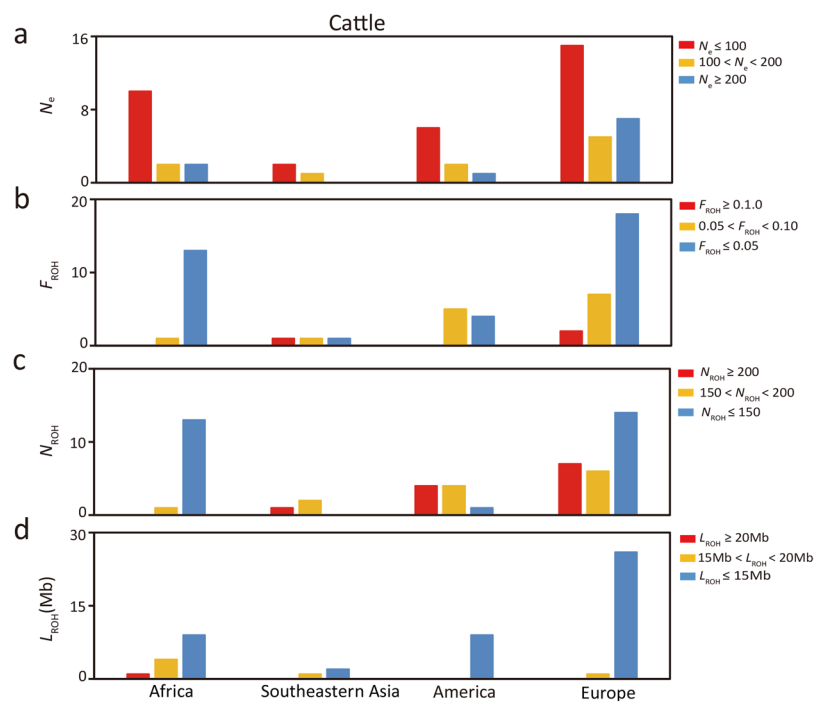 Cattle
a
16
8
0
Ne
Ne ≤ 100
100 < Ne < 200
Ne ≥ 200
b
20
10
0
FROH
FROH ≥ 0.1.0
0.05 < FROH < 0.10
FROH ≤ 0.05
c
20
10
0
NROH
NROH ≥ 200
150 < NROH < 200
NROH ≤ 150
d
30
15
0
LROH(Mb)
LROH ≥ 20Mb
15Mb < LROH < 20Mb
LROH ≤ 15Mb
Africa Southeastern Asia America Europe